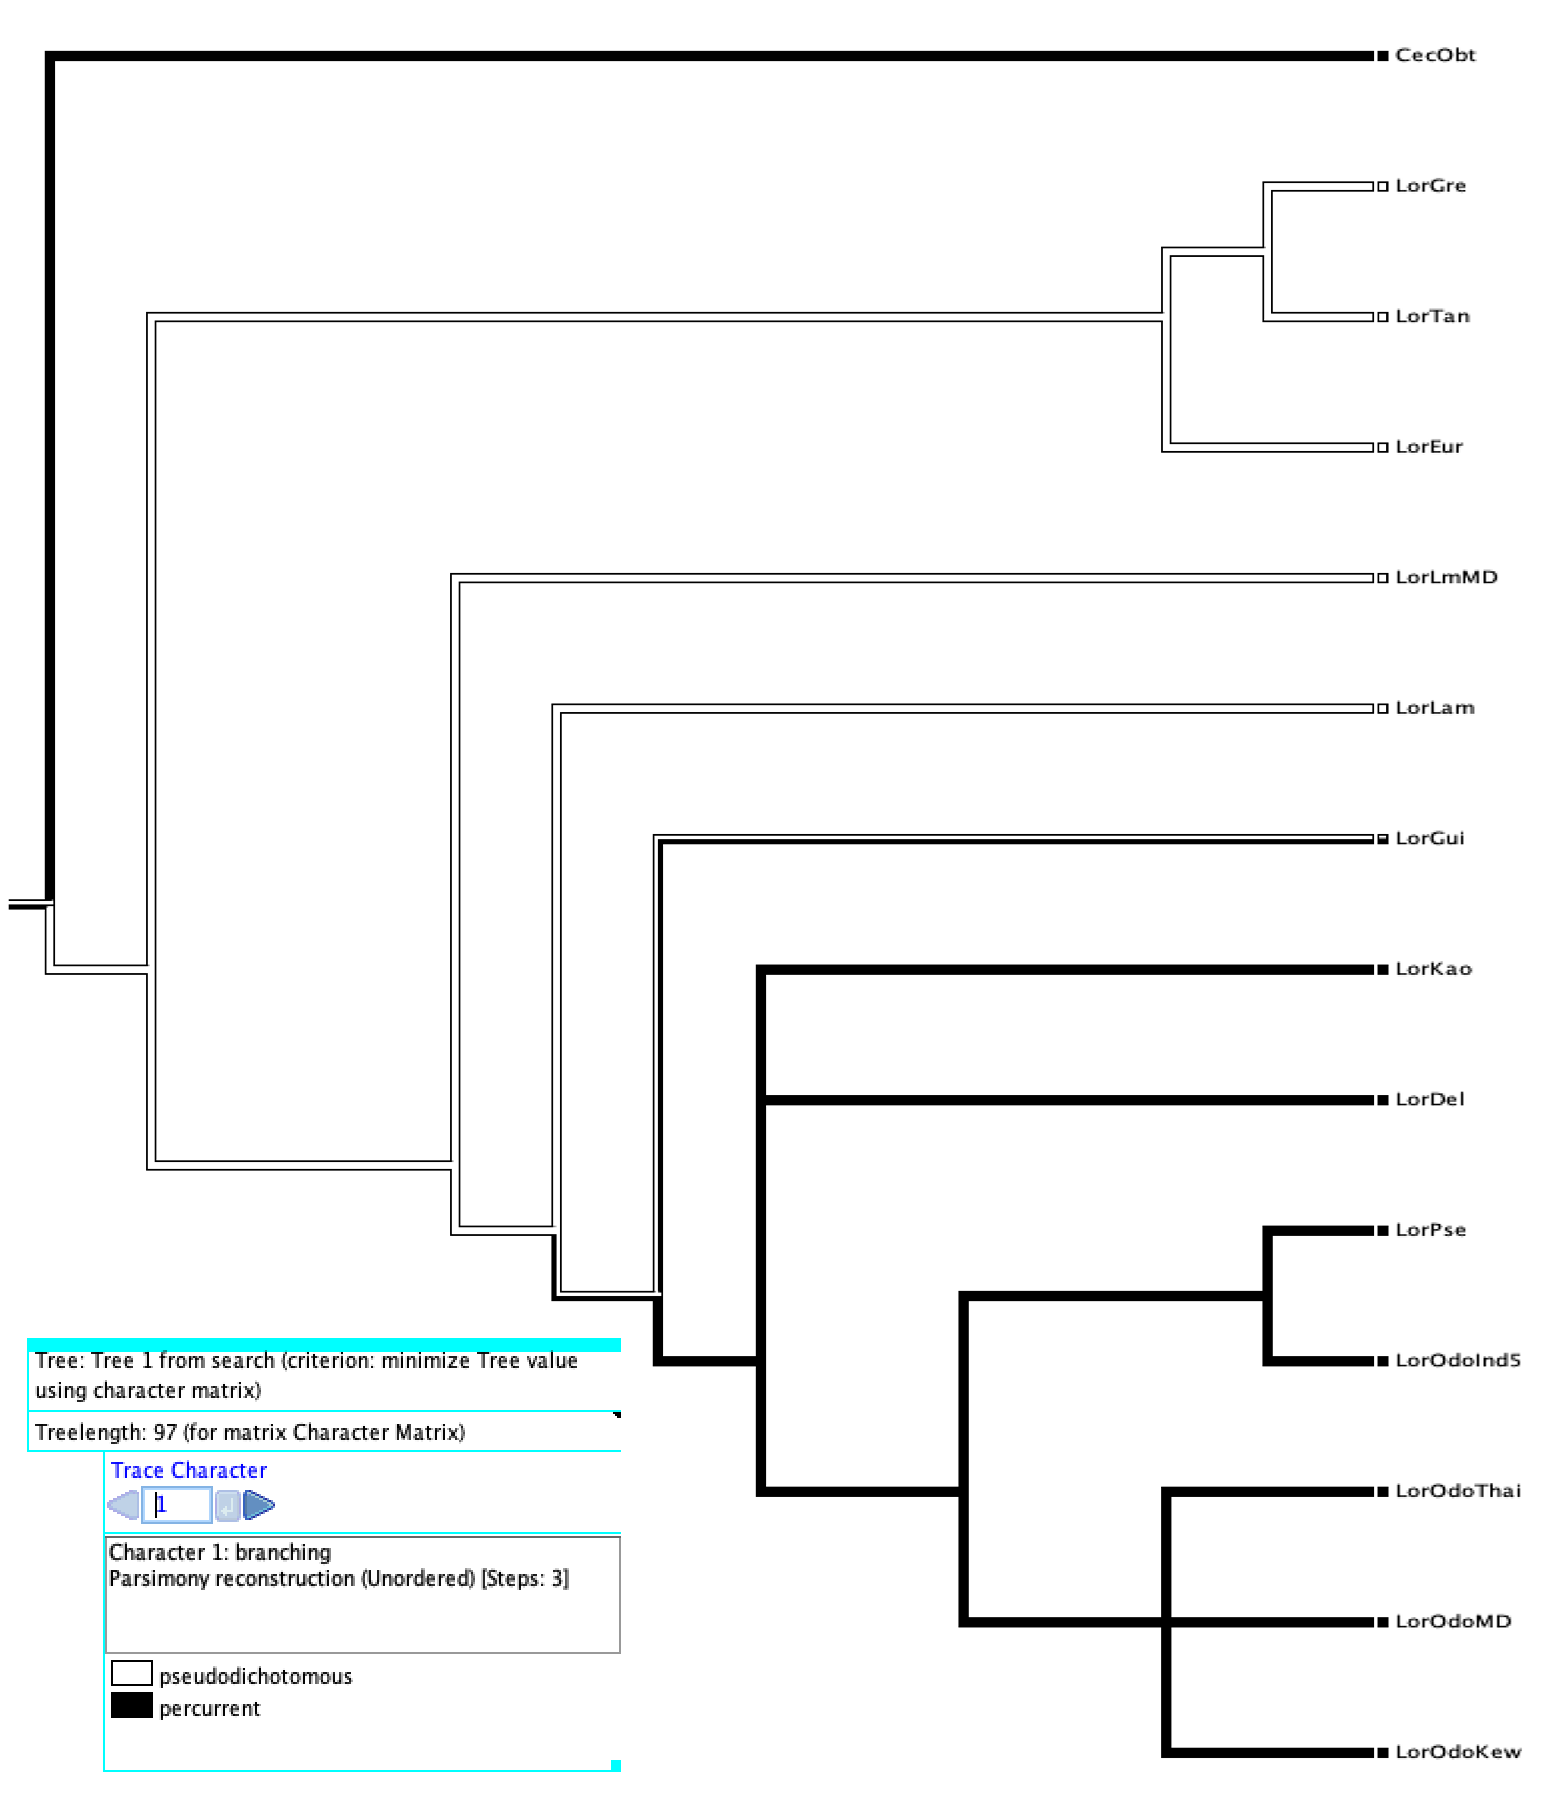 CecObt
LorGre
LorTan
LorEur
LorLmMD
LorLam
LorGui
LorKao
LorDel
LorPse
LorOdoIndS
LorOdoThai
LorOdoMD
LorOdoKew
Tree: Tree 1 from search (criterion: minimize Tree value
using character matrix)
Treelength: 97 (for matrix Character Matrix)
Trace Character
1
Character 1: branching
Parsimony reconstruction (Unordered) [Steps: 3]
pseudodichotomous
percurrent